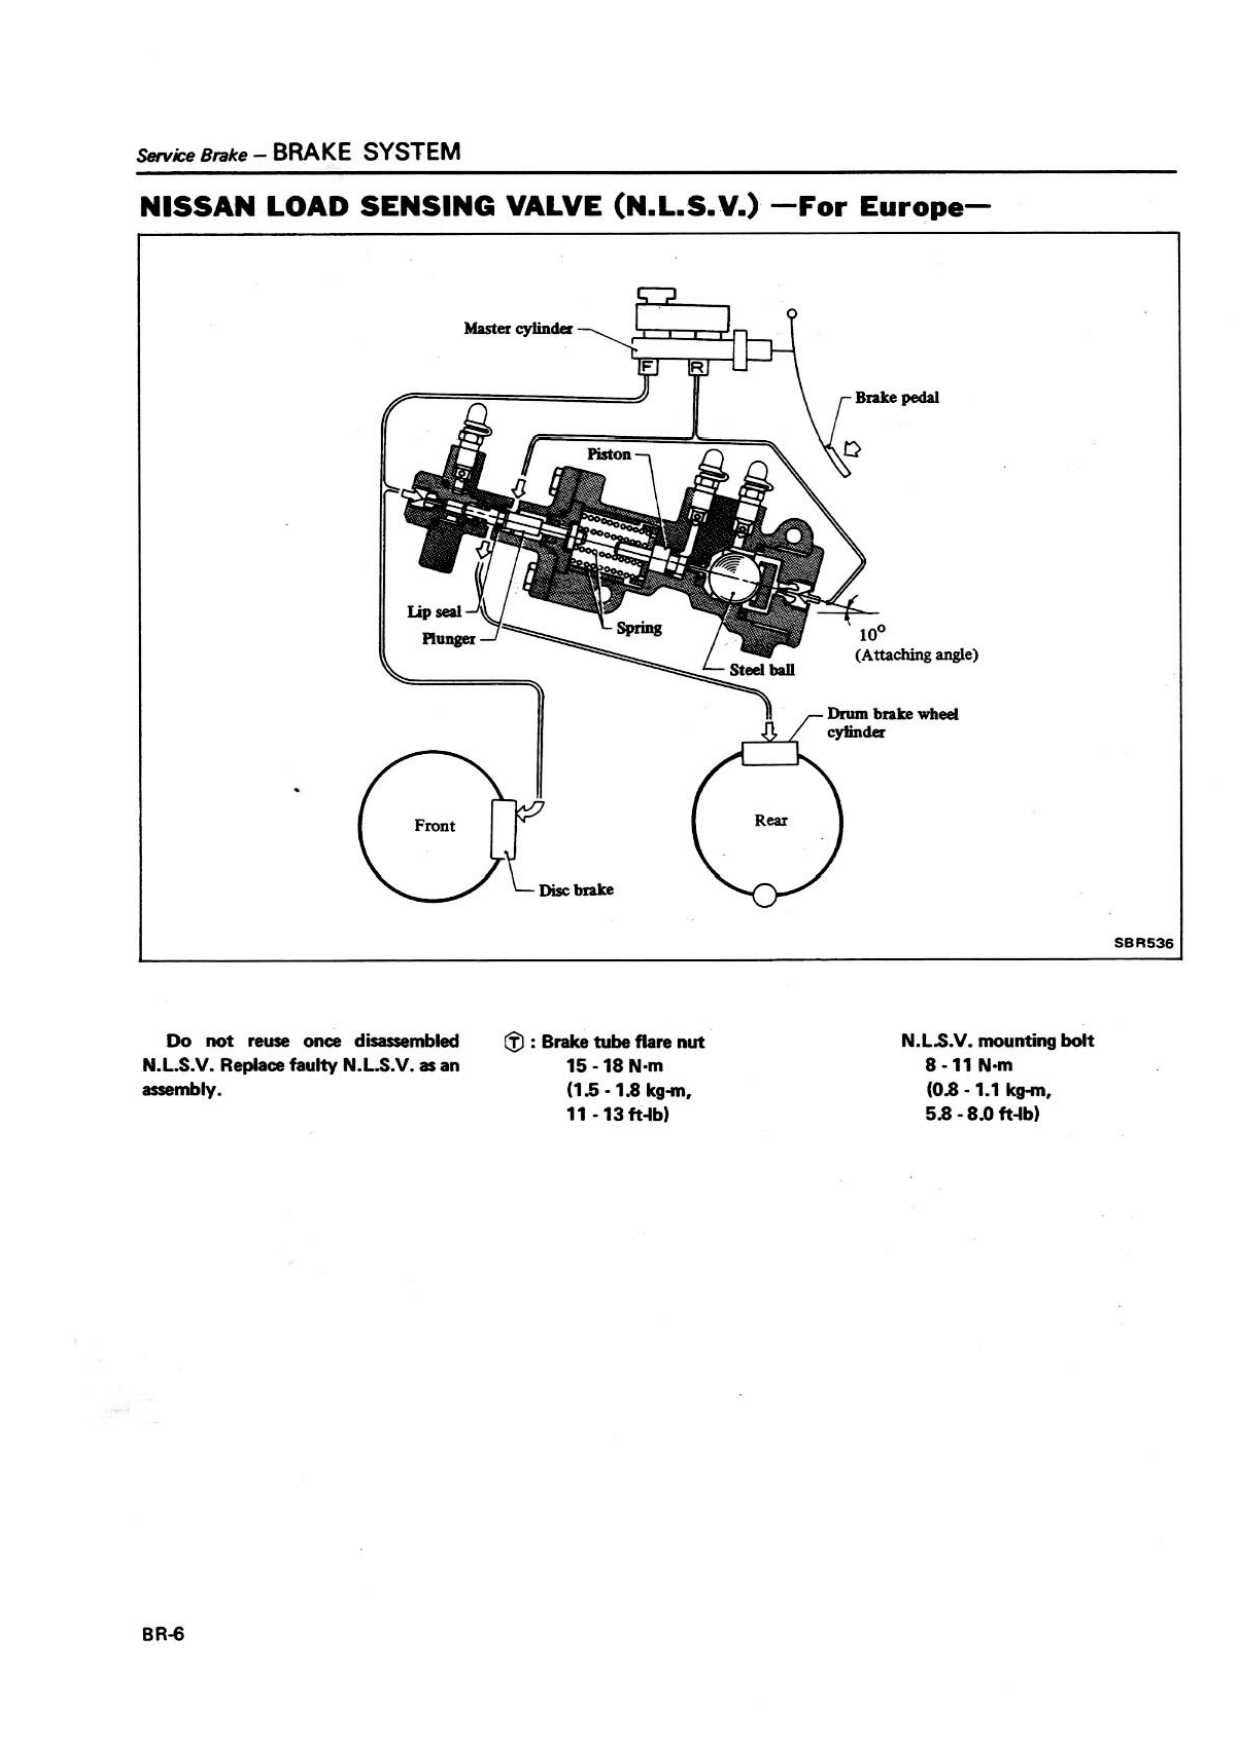 Service Brake – BRAKE SYSTEM
NISSAN LOAD SENSING VALVE (N.L.S.V.) —For Europe—
Master cylinder
F
R
Brake pedal
Piston
Lip seal
Plunger
Spring
10°
(Attaching angle)
Steel ball
Drum brake wheel
cylinder
Front
Rear
Disc brake
SBR536
Do not reuse once disassembled
N.L.S.V. Replace faulty N.L.S.V. as an
assembly.
Ⓣ : Brake tube flare nut
15 - 18 N·m
(1.5 - 1.8 kg-m,
11 - 13 ft-lb)
N.L.S.V. mounting bolt
8 - 11 N·m
(0.8 - 1.1 kg-m,
5.8 - 8.0 ft-lb)
BR-6